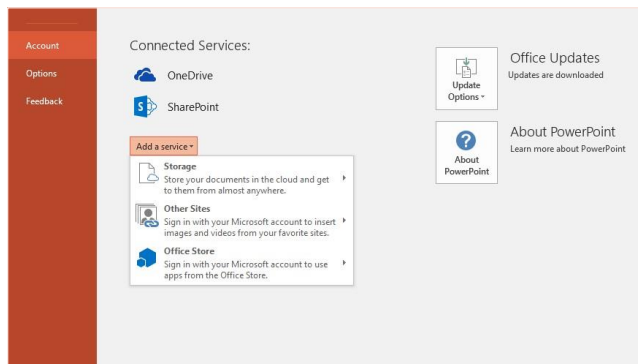 Account
Options
Feedback
Connected Services:
OneDrive
SharePoint
Add a service
Storage
Store your documents in the cloud and get
to them from almost anywhere.
Other Sites
Sign in with your Microsoft account to insert
images and videos from your favorite sites.
Office Store
Sign in with your Microsoft account to use
apps from the Office Store.
Update
Options
Office Updates
Updates are downloaded
About
PowerPoint
About PowerPoint
Learn more about PowerPoint